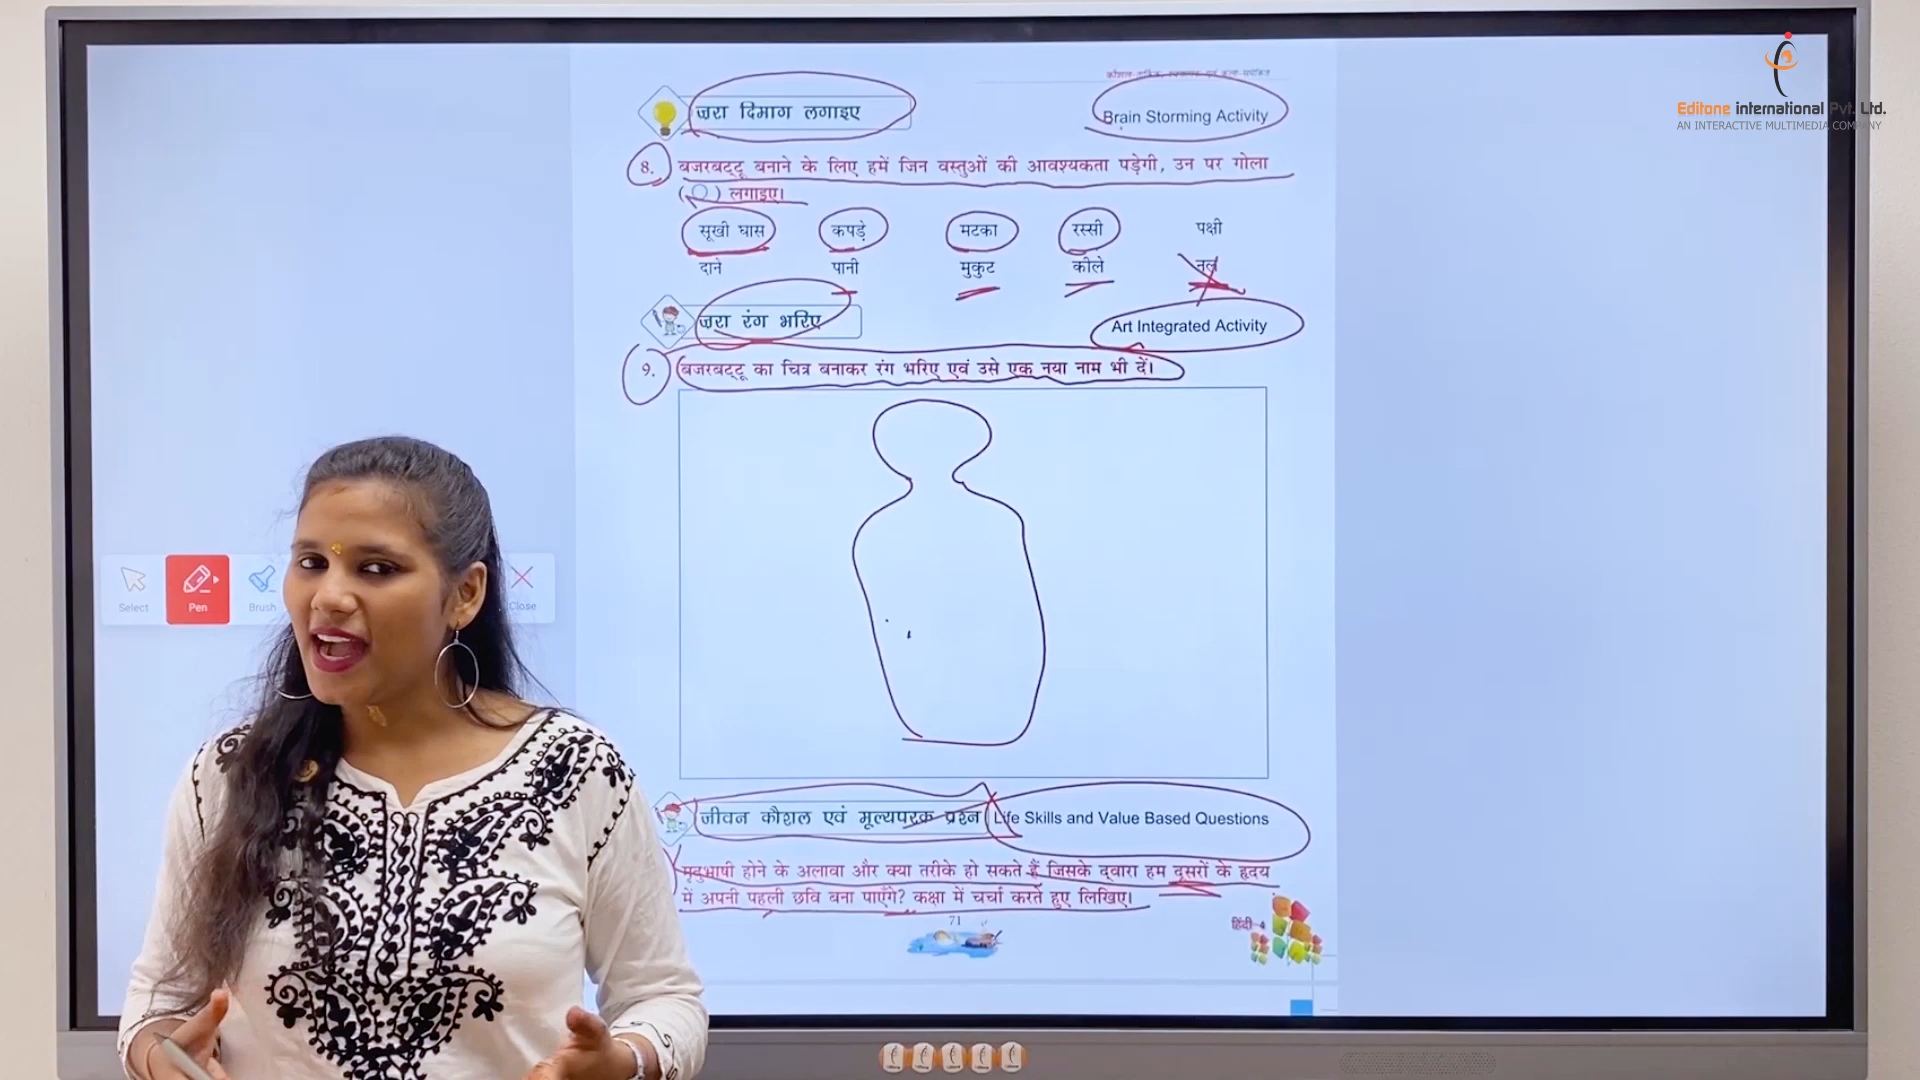 Editone international Pvt. Ltd.
AN INTERACTIVE MULTIMEDIA COMPANY
जरा दिमाग लगाइए
Brain Storming Activity
8. बजरबट्टू बनाने के लिए हमें जिन वस्तुओं की आवश्यकता पड़ेगी, उन पर गोला
( ) लगाइए।
सूखी घास कपड़े मटका रस्सी पक्षी
दाने पानी मुकुट कीले नल
जरा रंग भरिए
Art Integrated Activity
9. बजरबट्टू का चित्र बनाकर रंग भरिए एवं उसे एक नया नाम भी दें।
Select Pen Brush Close
जीवन कौशल एवं मूल्यपरक प्रश्न
Life Skills and Value Based Questions
मृदुभाषी होने के अलावा और क्या तरीके हो सकते हैं जिसके द्वारा हम दूसरों के हृदय
में अपनी पहली छवि बना पाएँगे? कक्षा में चर्चा करते हुए लिखिए।
71
हिंदी-4